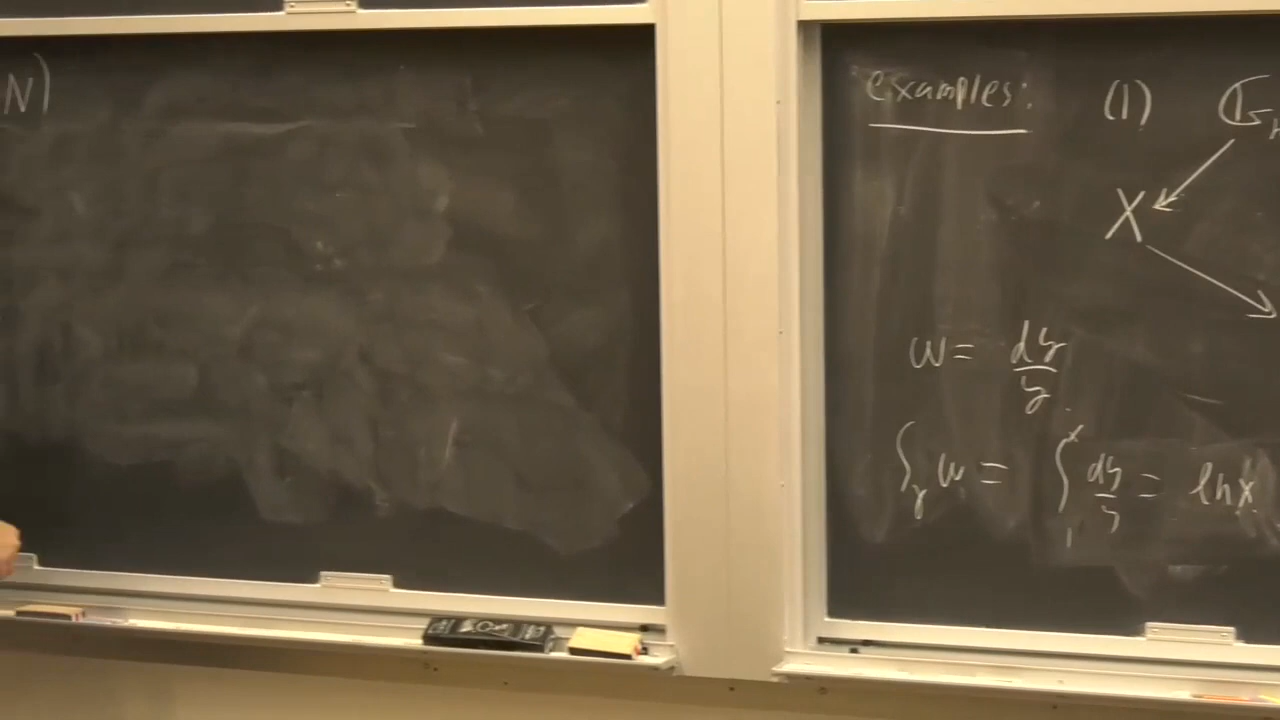 N)
examples: (1) G
X
ω = dy/y
∫_γ ω = ∫_1^x dy/y = ln x